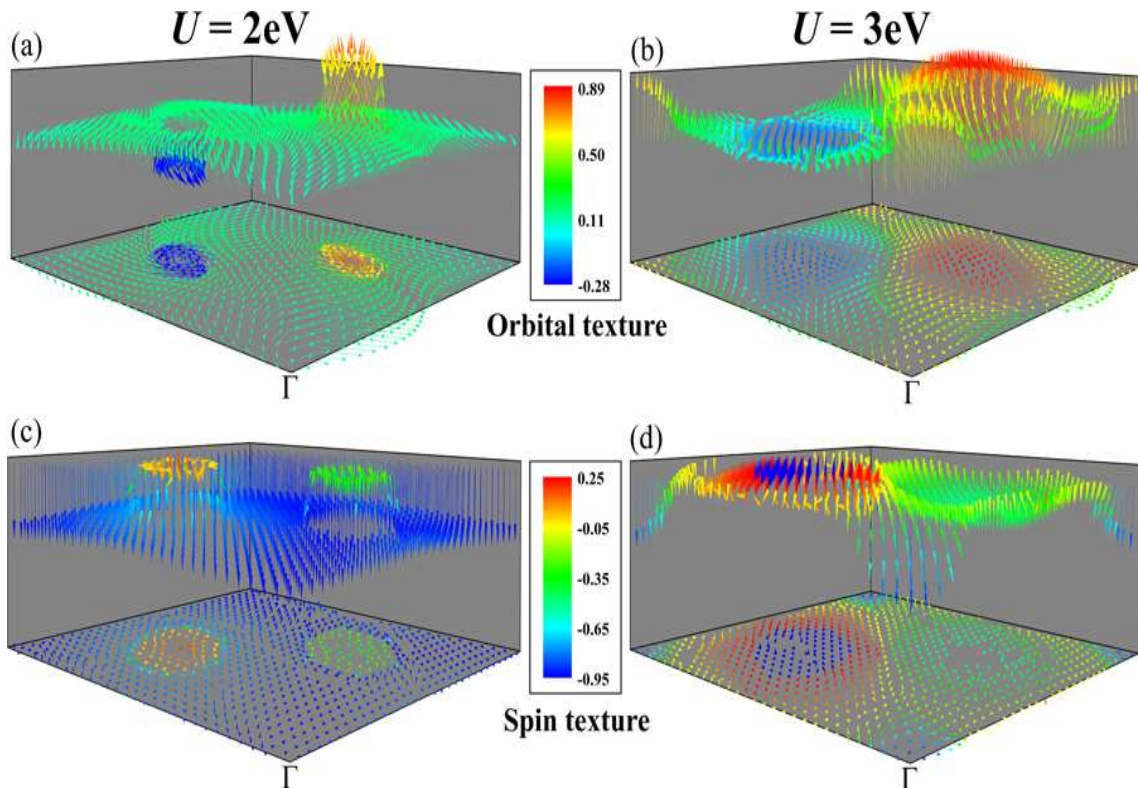 U = 2eV
U = 3eV
(a)
(b)
0.89
0.50
0.11
-0.28
Orbital texture
Γ
Γ
(c)
(d)
0.25
-0.05
-0.35
-0.65
-0.95
Spin texture
Γ
Γ